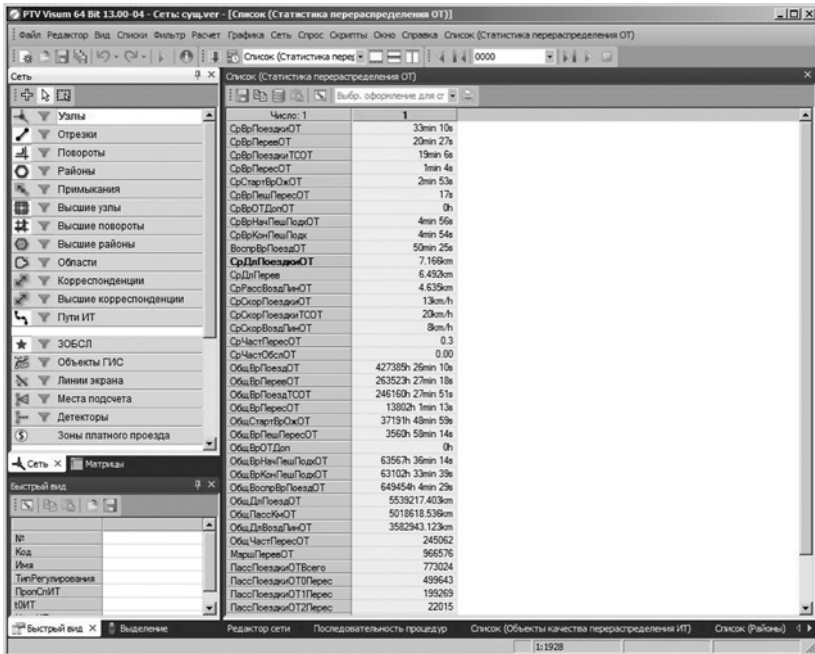 PTV Visum 64 Bit 13.00-04 - Сеть: сущ.ver - [Список (Статистика перераспределения ОТ)]
Файл Редактор Вид Списки Фильтр Расчет Графика Сеть Спрос Скрипты Окно Справка Список (Статистика перераспределения ОТ)
Список (Статистика перес 0000
Сеть
Узлы
Отрезки
Повороты
Районы
Примыкания
Высшие узлы
Высшие повороты
Высшие районы
Области
Корреспонденции
Высшие корреспонденции
Пути ИТ
ЗОБСЛ
Объекты ГИС
Линии экрана
Места подсчета
Детекторы
Зоны платного проезда
Сеть Матрицы
Быстрый вид
№
Код
Имя
ТипРегулирования
ПропСпИТ
t0ИТ
Быстрый вид Выделение
Список (Статистика перераспределения ОТ)
Выбр. оформление для сг
Число: 1 1
СрВрПоездкиОТ 33min 10s
СрВрПеревОТ 20min 27s
СрВрПоездкиТСОТ 19min 6s
СрВрПересОТ 1min 4s
СрСтартВрОжОТ 2min 53s
СрВрПешПересОТ 17s
СрВрОТДопОТ 0h
СрВрНачПешПодхОТ 4min 56s
СрВрКонПешПодх 4min 54s
ВоспрВрПоездОТ 50min 25s
СрДлПоездкиОТ 7.166km
СрДлПерев 6.492km
СрРассВоздЛинОТ 4.635km
СрСкорПоездкиОТ 13km/h
СрСкорПоездкиТСОТ 20km/h
СрСкорВоздЛинОТ 8km/h
СрЧастПересОТ 0.3
СрЧастОбслОТ 0.00
ОбщВрПоездОТ 427385h 26min 10s
ОбщВрПеревОТ 263523h 27min 18s
ОбщВрПоездТСОТ 246160h 27min 51s
ОбщВрПересОТ 13802h 1min 13s
ОбщСтартВрОжОТ 37191h 48min 59s
ОбщВрПешПересОТ 3560h 58min 14s
ОбщВрОТДоп 0h
ОбщВрНачПешПодхОТ 63567h 36min 14s
ОбщВрКонПешПодхОТ 63102h 33min 39s
ОбщВоспрВрПоездОТ 649454h 4min 29s
ОбщДлПоездОТ 5539217.403km
ОбщПассКмОТ 5018618.536km
ОбщДлВоздЛинОТ 3582943.123km
ОбщЧастПересОТ 245062
МаршПеревОТ 966576
ПассПоездкиОТВсего 773024
ПассПоездкиОТ0Перес 499643
ПассПоездкиОТ1Перес 199269
ПассПоездкиОТ2Перес 22015
Редактор сети Последовательность процедур Список (Объекты качества перераспределения ИТ) Список (Районы)
1:1928